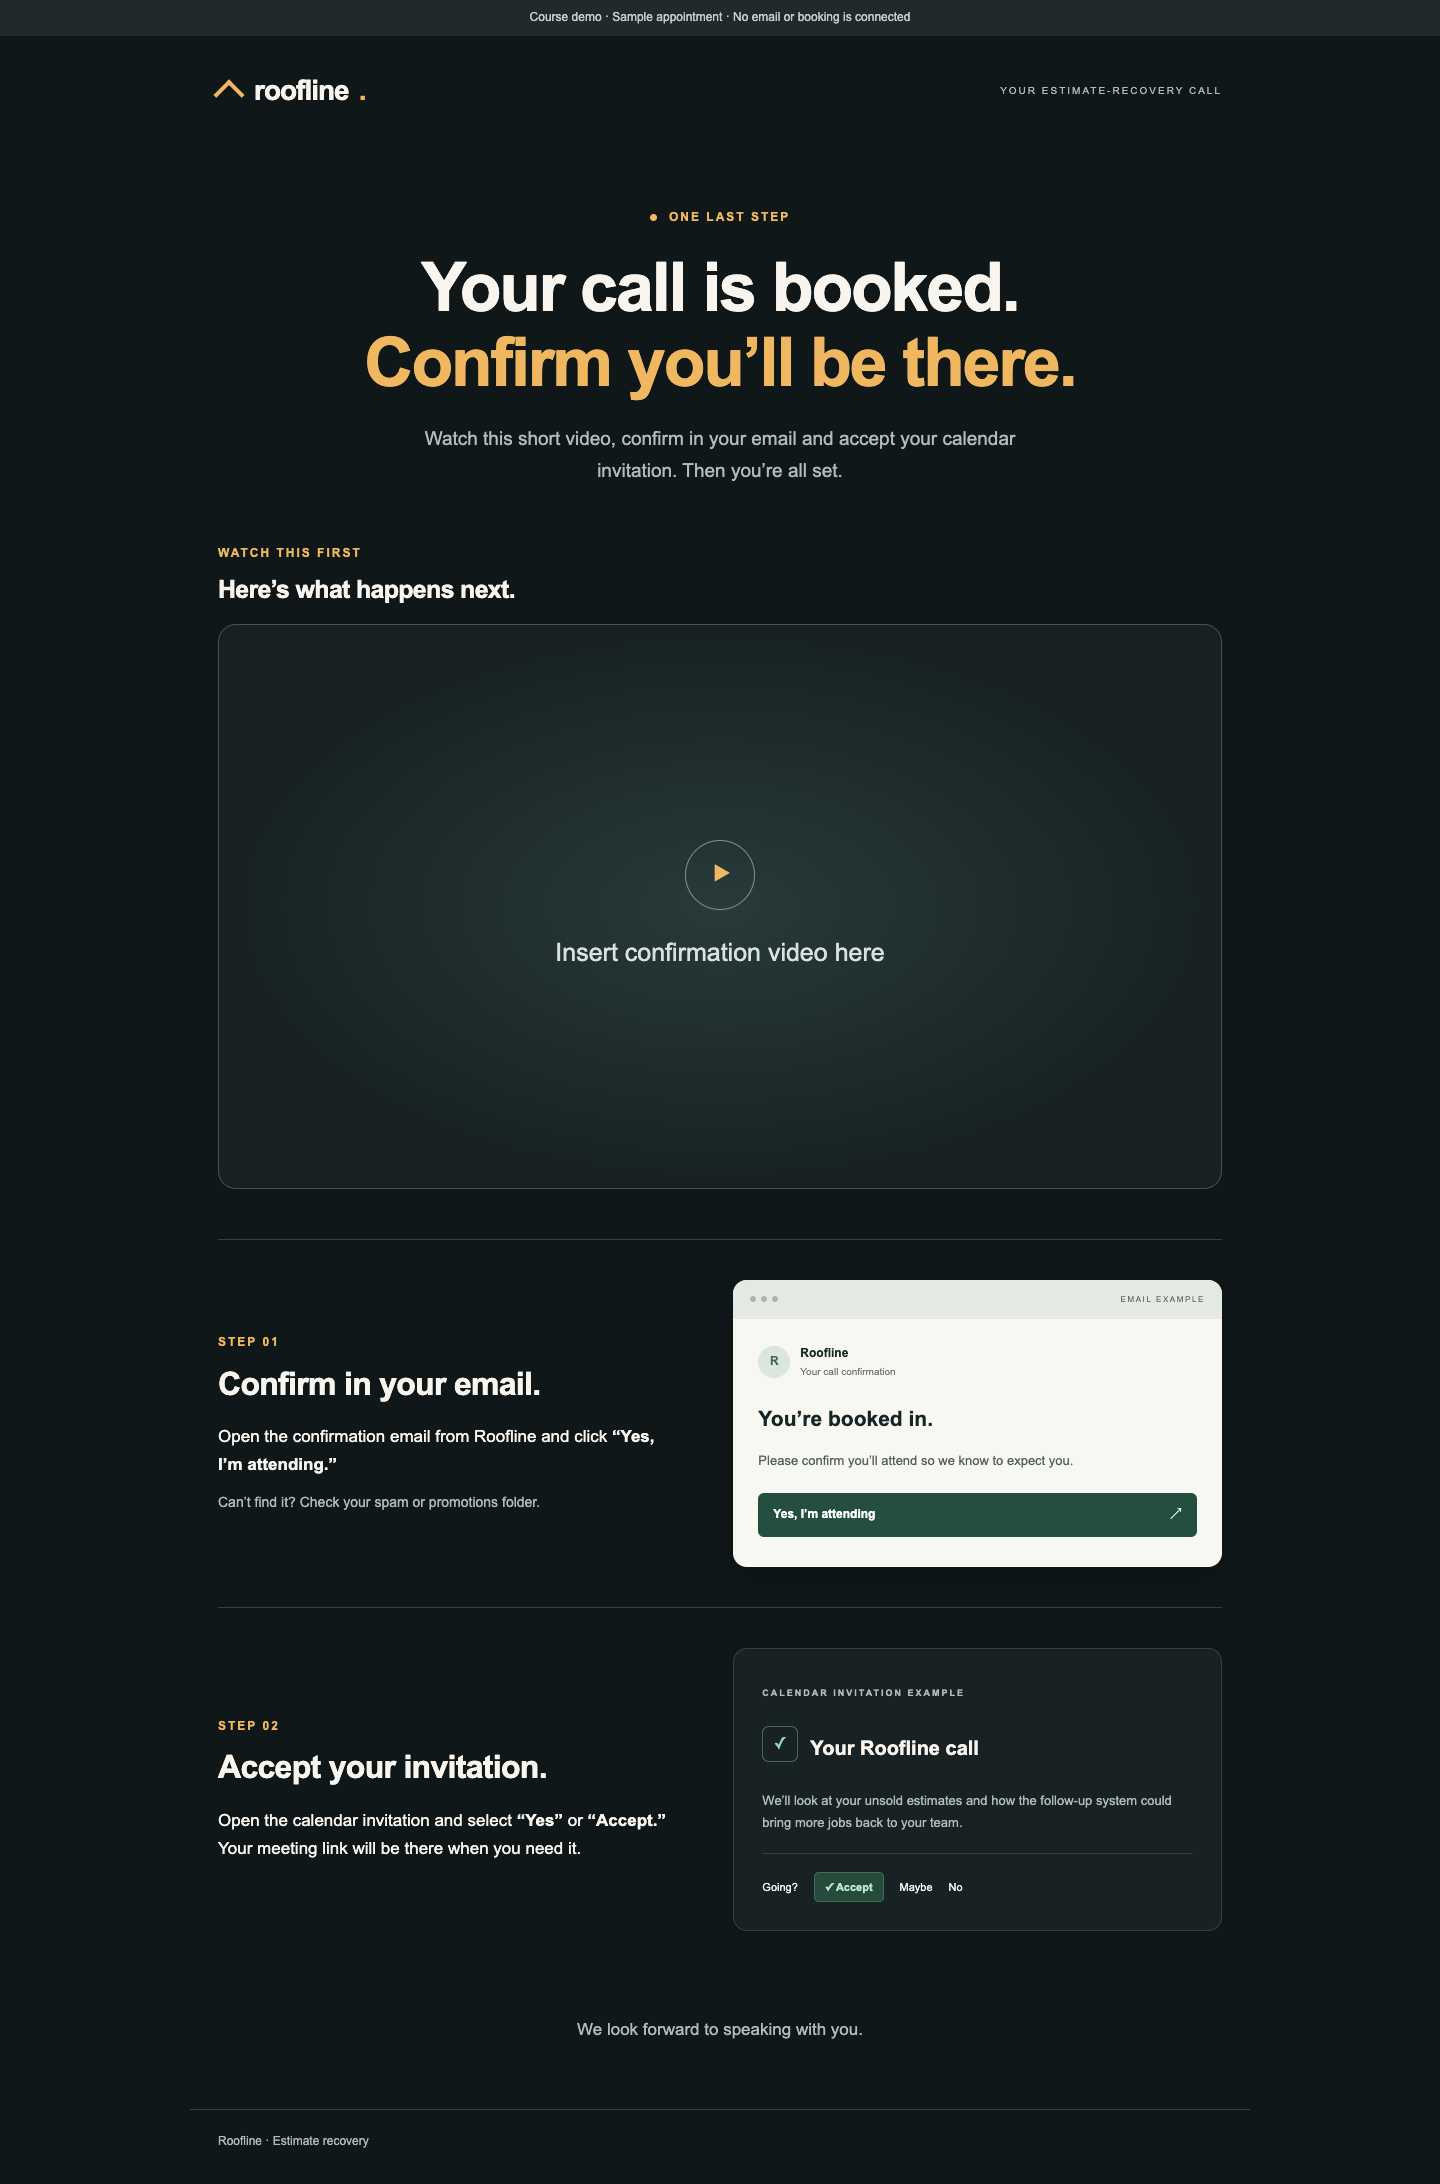 Course demo · Sample appointment · No email or booking is connected
roofline .
YOUR ESTIMATE-RECOVERY CALL
ONE LAST STEP
Your call is booked.
Confirm you’ll be there.
Watch this short video, confirm in your email and accept your calendar
invitation. Then you’re all set.
WATCH THIS FIRST
Here’s what happens next.
Insert confirmation video here
STEP 01
Confirm in your email.
Open the confirmation email from Roofline and click “Yes,
I’m attending.”
Can’t find it? Check your spam or promotions folder.
EMAIL EXAMPLE
R
Roofline
Your call confirmation
You’re booked in.
Please confirm you’ll attend so we know to expect you.
Yes, I’m attending ↗
STEP 02
Accept your invitation.
Open the calendar invitation and select “Yes” or “Accept.”
Your meeting link will be there when you need it.
CALENDAR INVITATION EXAMPLE
✓ Your Roofline call
We’ll look at your unsold estimates and how the follow-up system could
bring more jobs back to your team.
Going? ✓ Accept Maybe No
We look forward to speaking with you.
Roofline · Estimate recovery